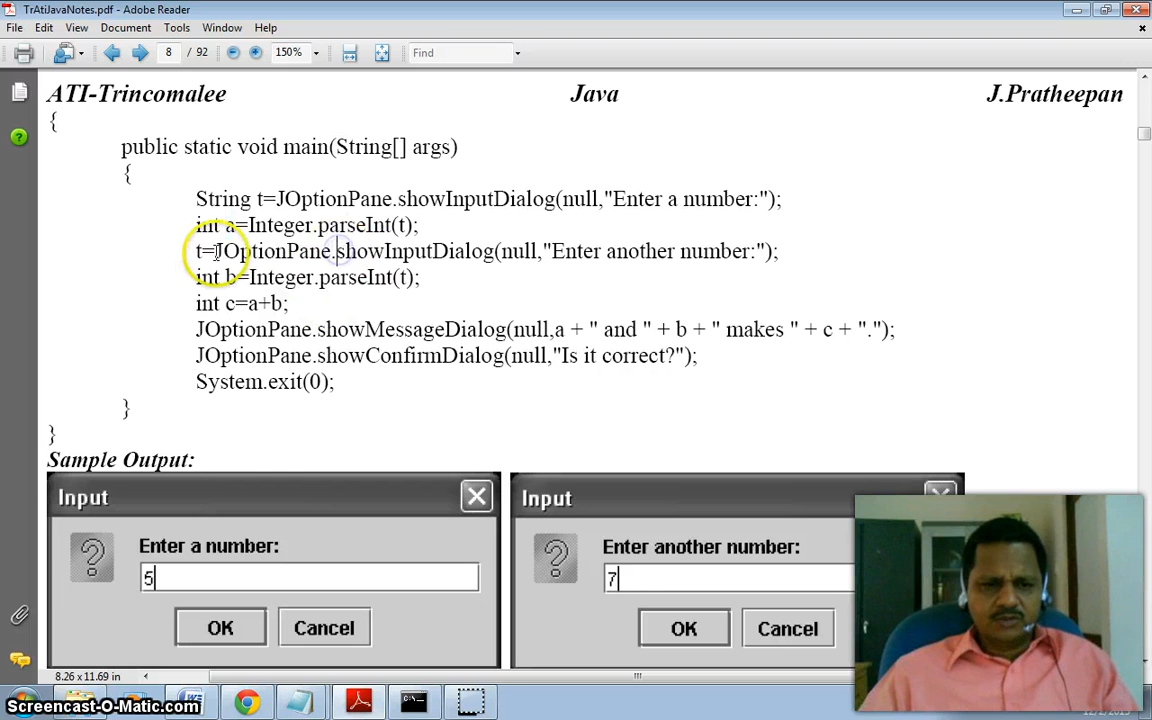 TrAtiJavaNotes.pdf - Adobe Reader
File Edit View Document Tools Window Help
8 / 92 150% Find
ATI-Trincomalee Java J.Pratheepan
{
public static void main(String[] args)
{
String t=JOptionPane.showInputDialog(null,"Enter a number:");
int a=Integer.parseInt(t);
t=JOptionPane.showInputDialog(null,"Enter another number:");
int b=Integer.parseInt(t);
int c=a+b;
JOptionPane.showMessageDialog(null,a + " and " + b + " makes " + c + ".");
JOptionPane.showConfirmDialog(null,"Is it correct?");
System.exit(0);
}
}
Sample Output:
Input Input
Enter a number: Enter another number:
5 7
OK Cancel OK Cancel
8.26 x 11.69 in
Screencast-O-Matic.com